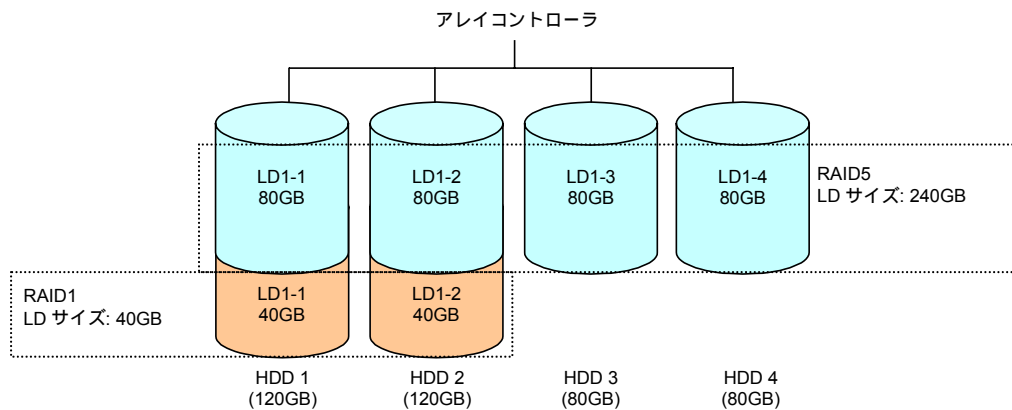 アレイコントローラ
LD1-1
80GB
LD1-2
80GB
LD1-3
80GB
LD1-4
80GB
RAID5
LD サイズ: 240GB
RAID1
LD サイズ: 40GB
LD1-1
40GB
LD1-2
40GB
HDD 1
(120GB)
HDD 2
(120GB)
HDD 3
(80GB)
HDD 4
(80GB)